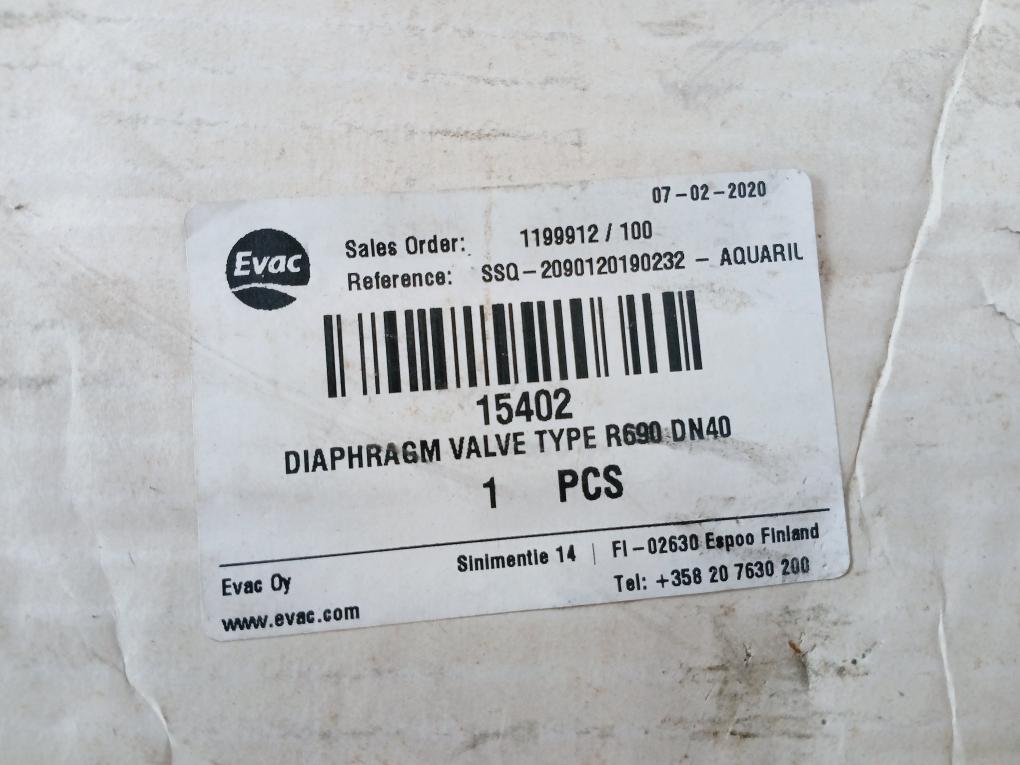 07-02-2020
Evac
Sales Order: 1199912 / 100
Reference: SSQ-2090120190232 - AQUARIL
15402
DIAPHRAGM VALVE TYPE R690 DN40
1 PCS
Evac Oy Sinimentie 14 | FI-02630 Espoo Finland
www.evac.com Tel: +358 20 7630 200